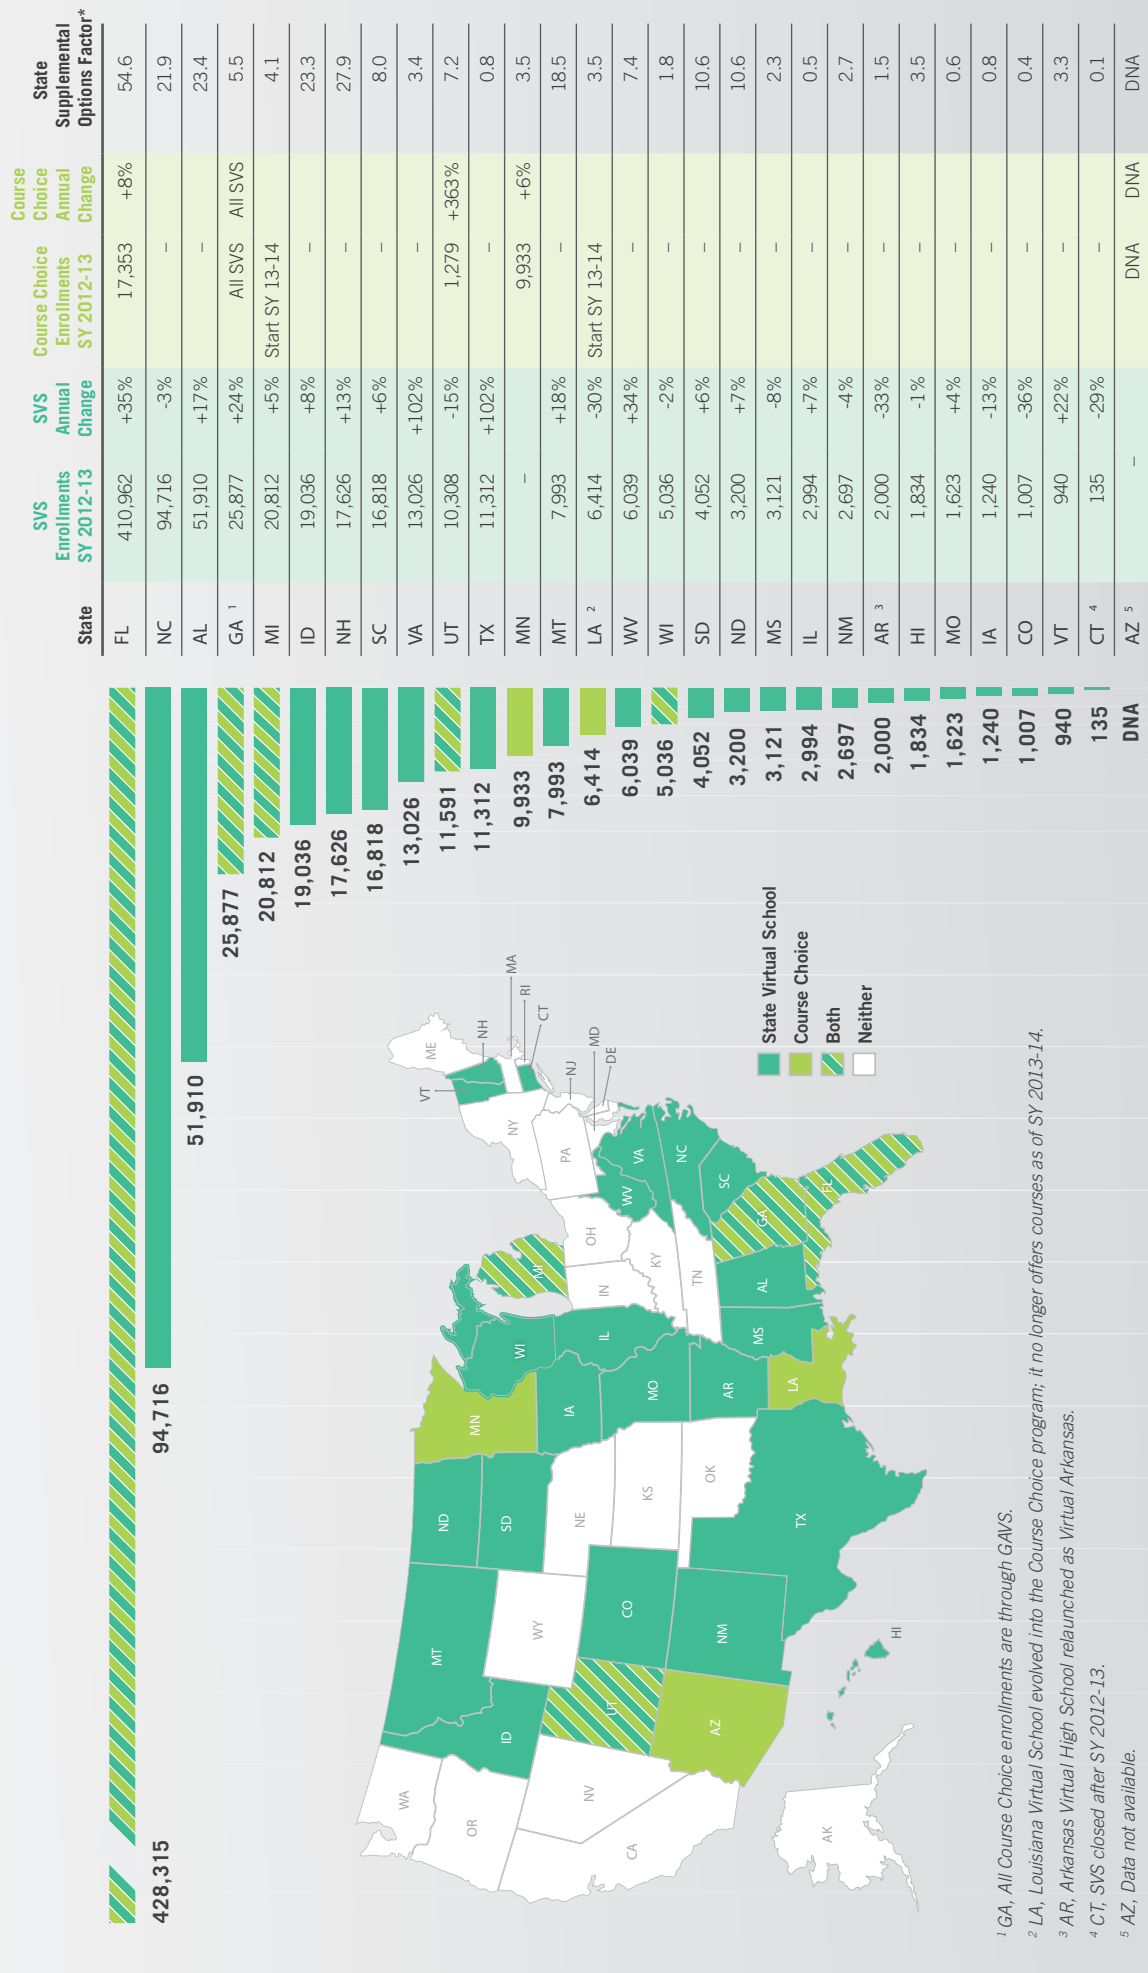 428,315
94,716
51,910
25,877
20,812
19,036
17,626
16,818
13,026
11,591
11,312
9,933
7,993
6,414
6,039
5,036
4,052
3,200
3,121
2,994
2,697
2,000
1,834
1,623
1,240
1,007
940
135
DNA
State
SVS Enrollments SY 2012-13
SVS Annual Change
Course Choice Enrollments SY 2012-13
Course Choice Annual Change
State Supplemental Options Factor*
FL 410,962 +35% 17,353 +8% 54.6
NC 94,716 -3% – 21.9
AL 51,910 +17% – 23.4
GA 1 25,877 +24% All SVS All SVS 5.5
MI 20,812 +5% Start SY 13-14 4.1
ID 19,036 +8% – 23.3
NH 17,626 +13% – 27.9
SC 16,818 +6% – 8.0
VA 13,026 +102% – 3.4
UT 10,308 -15% 1,279 +363% 7.2
TX 11,312 +102% – 0.8
MN – 9,933 +6% 3.5
MT 7,993 +18% – 18.5
LA 2 6,414 -30% Start SY 13-14 3.5
WV 6,039 +34% – 7.4
WI 5,036 -2% – 1.8
SD 4,052 +6% – 10.6
ND 3,200 +7% – 10.6
MS 3,121 -8% – 2.3
IL 2,994 +7% – 0.5
NM 2,697 -4% – 2.7
AR 3 2,000 -33% – 1.5
HI 1,834 -1% – 3.5
MO 1,623 +4% – 0.6
IA 1,240 -13% – 0.8
CO 1,007 -36% – 0.4
VT 940 +22% – 3.3
CT 4 135 -29% – 0.1
AZ 5 – DNA DNA DNA
WA
OR
CA
NV
ID
MT
WY
UT
AZ
CO
NM
ND
SD
NE
KS
OK
TX
MN
IA
MO
AR
LA
WI
IL
MS
MI
IN
OH
KY
TN
AL
GA
FL
SC
NC
VA
WV
PA
NY
VT
ME
NH
MA
RI
CT
NJ
MD
DE
AK
HI
State Virtual School
Course Choice
Both
Neither
1 GA, All Course Choice enrollments are through GAVS.
2 LA, Louisiana Virtual School evolved into the Course Choice program; it no longer offers courses as of SY 2013-14.
3 AR, Arkansas Virtual High School relaunched as Virtual Arkansas.
4 CT, SVS closed after SY 2012-13.
5 AZ, Data not available.